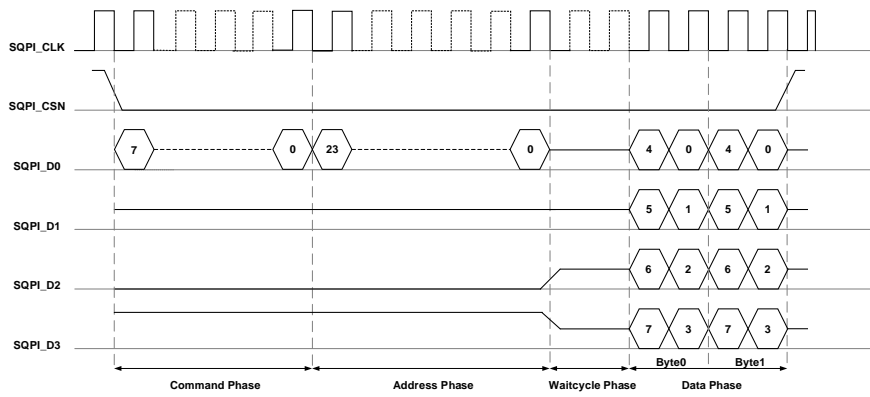 SQPI_CLK
SQPI_CSN
7 0 23 0 4 0 4 0
SQPI_D0
5 1 5 1
SQPI_D1
6 2 6 2
SQPI_D2
7 3 7 3
SQPI_D3
Byte0 Byte1
Command Phase Address Phase Waitcycle Phase Data Phase